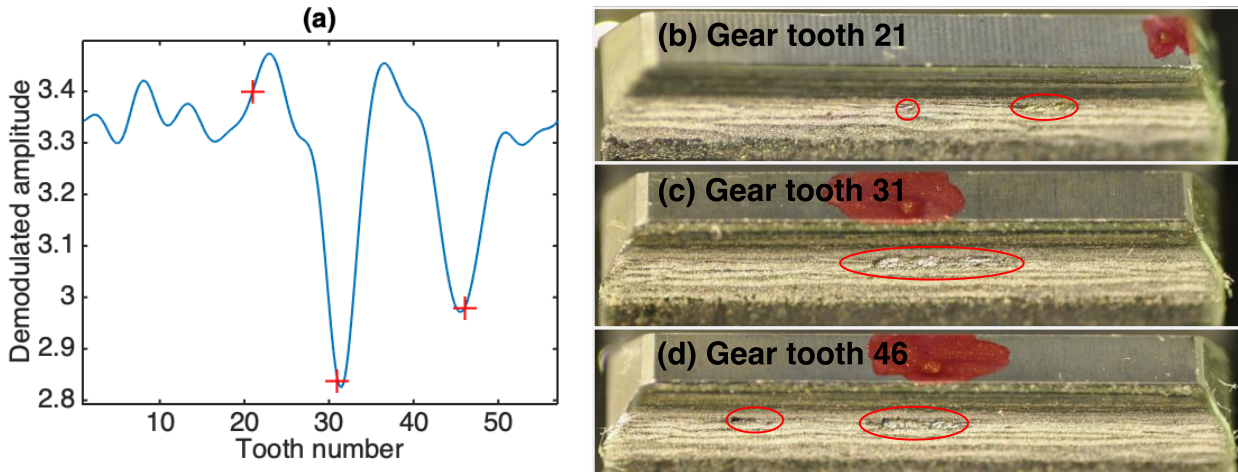 (a)
3.4
3.3
3.2
3.1
3
2.9
2.8
Demodulated amplitude
10 20 30 40 50
Tooth number
(b) Gear tooth 21
(c) Gear tooth 31
(d) Gear tooth 46